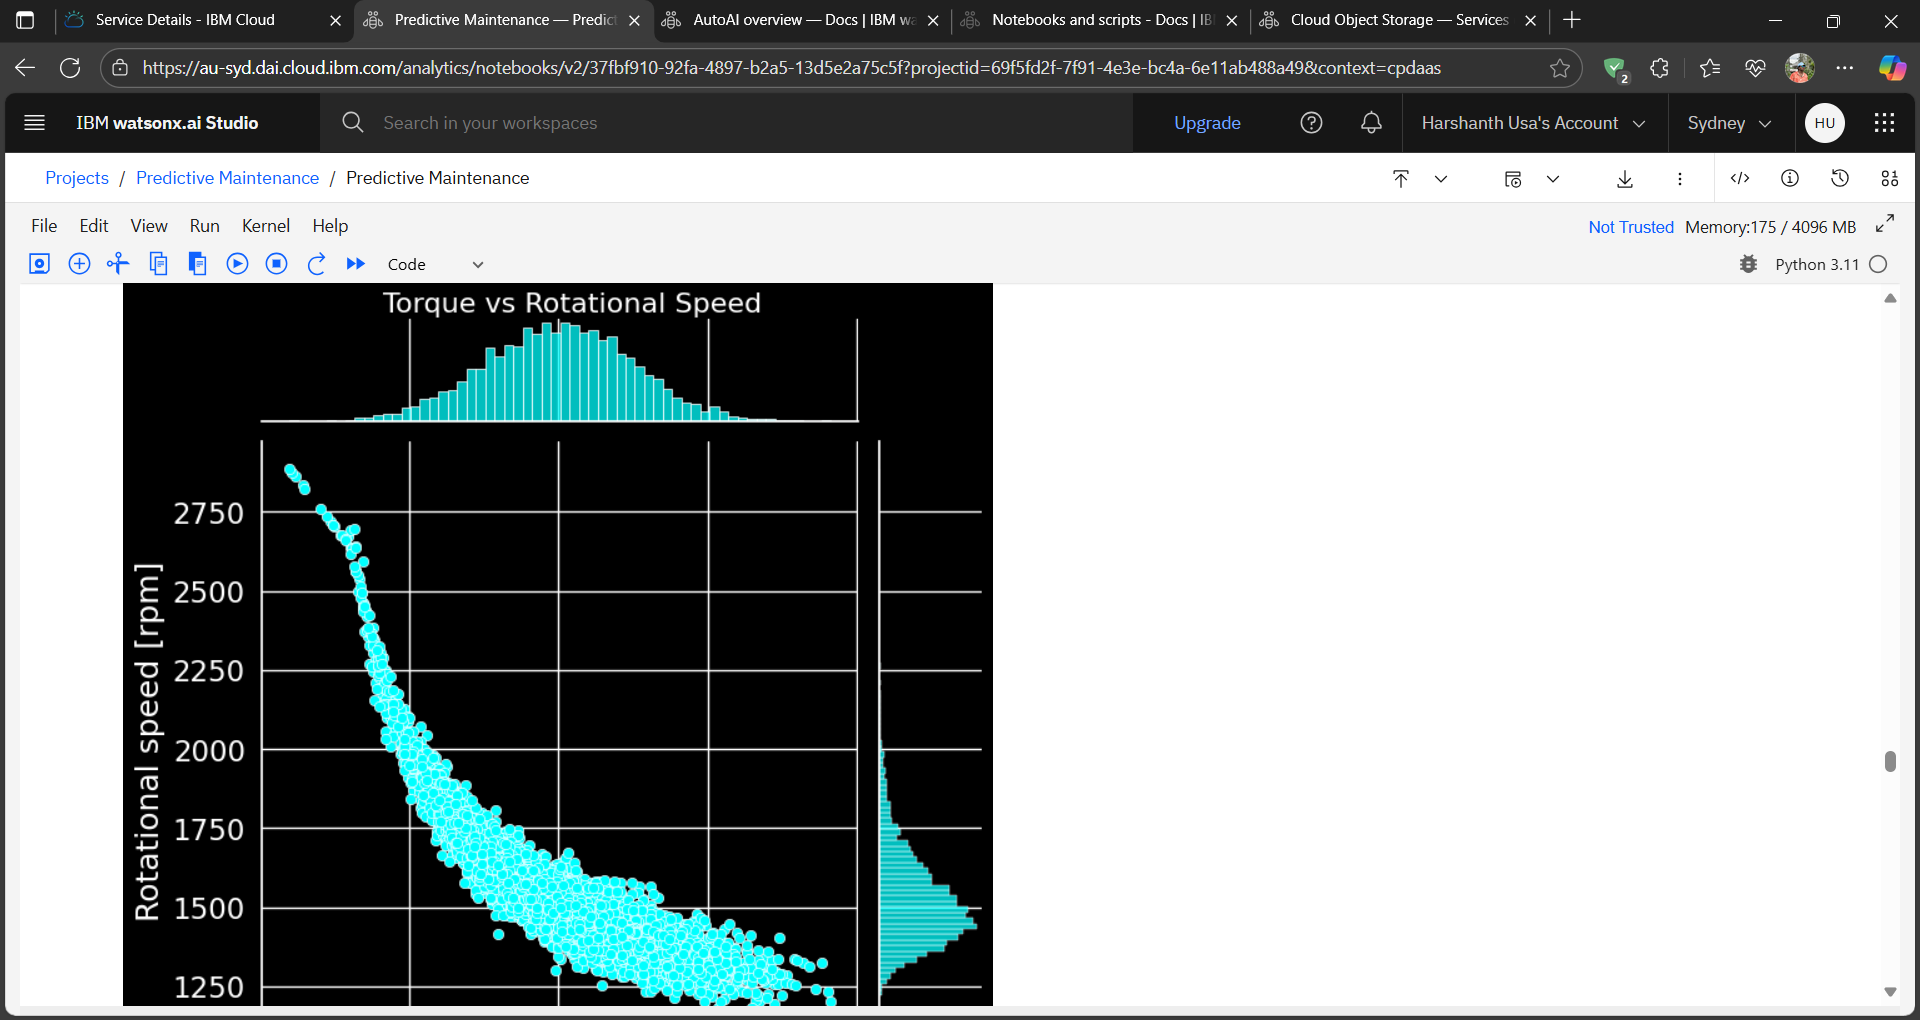 Service Details - IBM Cloud
Predictive Maintenance — Predict
AutoAI overview — Docs | IBM wa
Notebooks and scripts - Docs | IB
Cloud Object Storage — Services
https://au-syd.dai.cloud.ibm.com/analytics/notebooks/v2/37fbf910-92fa-4897-b2a5-13d5e2a75c5f?projectid=69f5fd2f-7f91-4e3e-bc4a-6e11ab488a49&context=cpdaas
2
IBM watsonx.ai Studio
Search in your workspaces
Upgrade
Harshanth Usa's Account
Sydney
HU
Projects / Predictive Maintenance / Predictive Maintenance
File Edit View Run Kernel Help
Not Trusted Memory:175 / 4096 MB
Code
Python 3.11
Torque vs Rotational Speed
Rotational speed [rpm]
2750
2500
2250
2000
1750
1500
1250